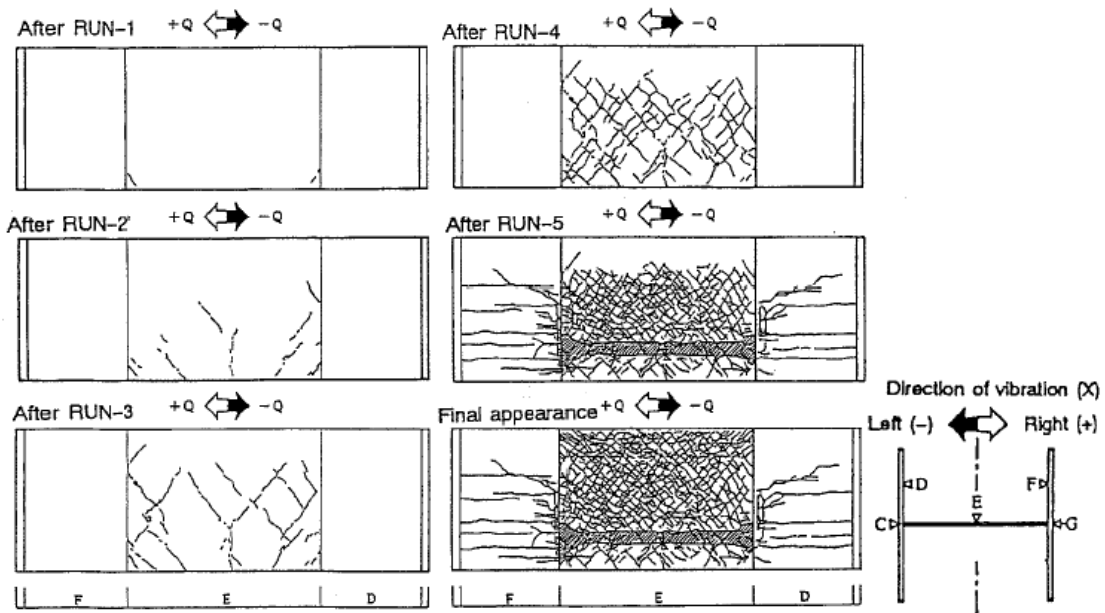 After RUN-1 +Q -Q
After RUN-4 +Q -Q
After RUN-2' +Q -Q
After RUN-5 +Q -Q
After RUN-3 +Q -Q
Final appearance +Q -Q
F E D
F E D
Direction of vibration (X)
Left (-) Right (+)
D F
E
C G